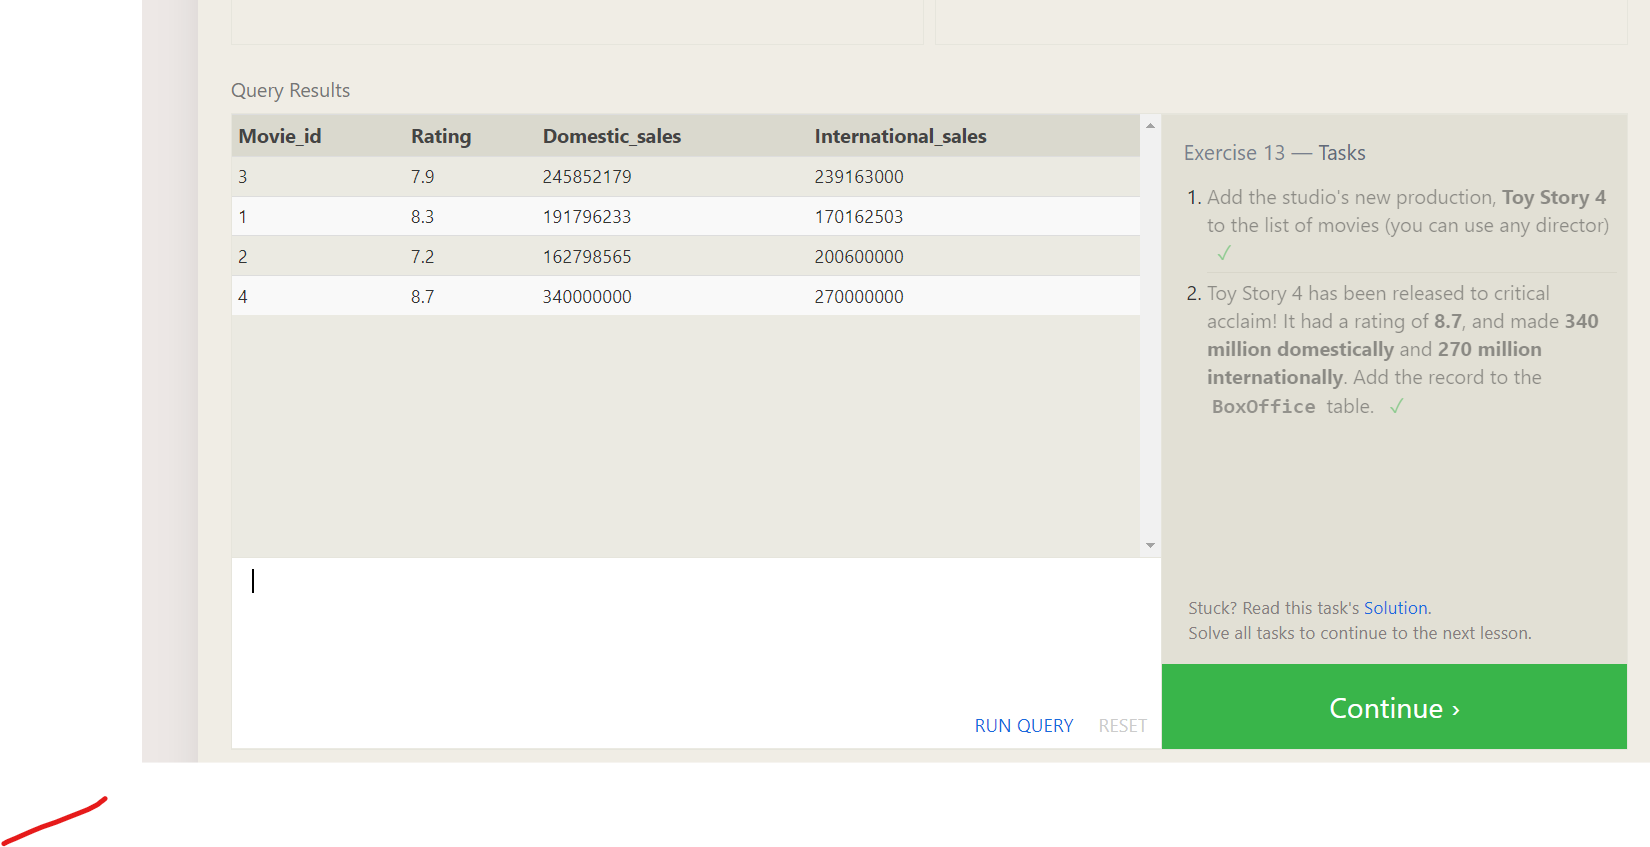 Query Results
Movie_id Rating Domestic_sales International_sales
3 7.9 245852179 239163000
1 8.3 191796233 170162503
2 7.2 162798565 200600000
4 8.7 340000000 270000000
RUN QUERY RESET
Exercise 13 — Tasks
1. Add the studio's new production, Toy Story 4
to the list of movies (you can use any director)
✓
2. Toy Story 4 has been released to critical
acclaim! It had a rating of 8.7, and made 340
million domestically and 270 million
internationally. Add the record to the
BoxOffice table. ✓
Stuck? Read this task's Solution.
Solve all tasks to continue to the next lesson.
Continue ›